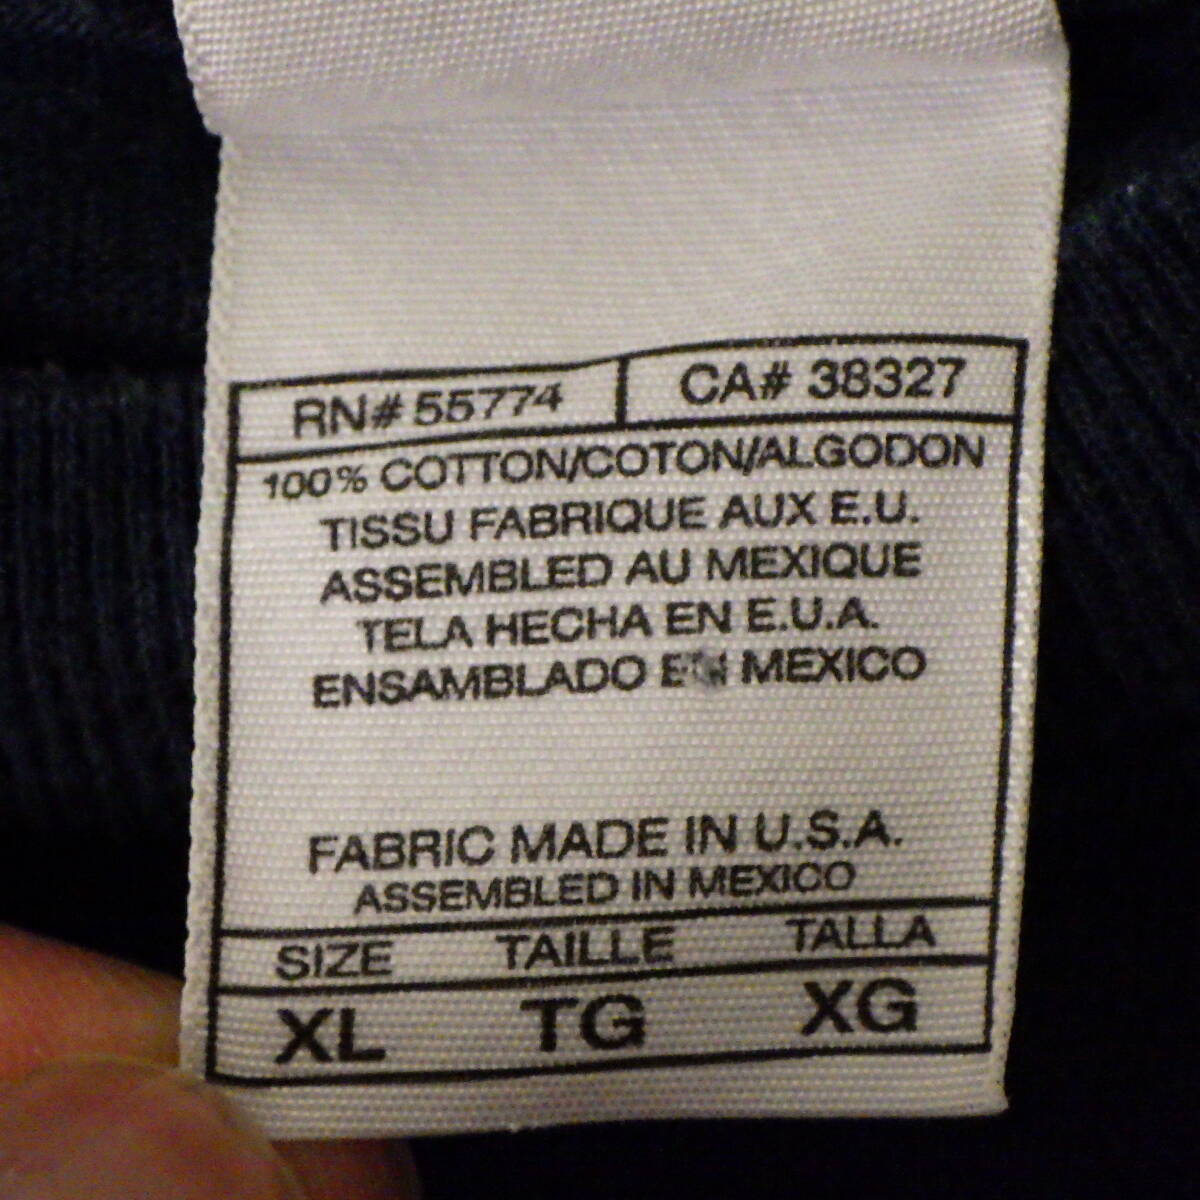 RN# 55774 CA# 38327
100% COTTON/COTON/ALGODON
TISSU FABRIQUE AUX E.U.
ASSEMBLED AU MEXIQUE
TELA HECHA EN E.U.A.
ENSAMBLADO EN MEXICO
FABRIC MADE IN U.S.A.
ASSEMBLED IN MEXICO
SIZE TAILLE TALLA
XL TG XG